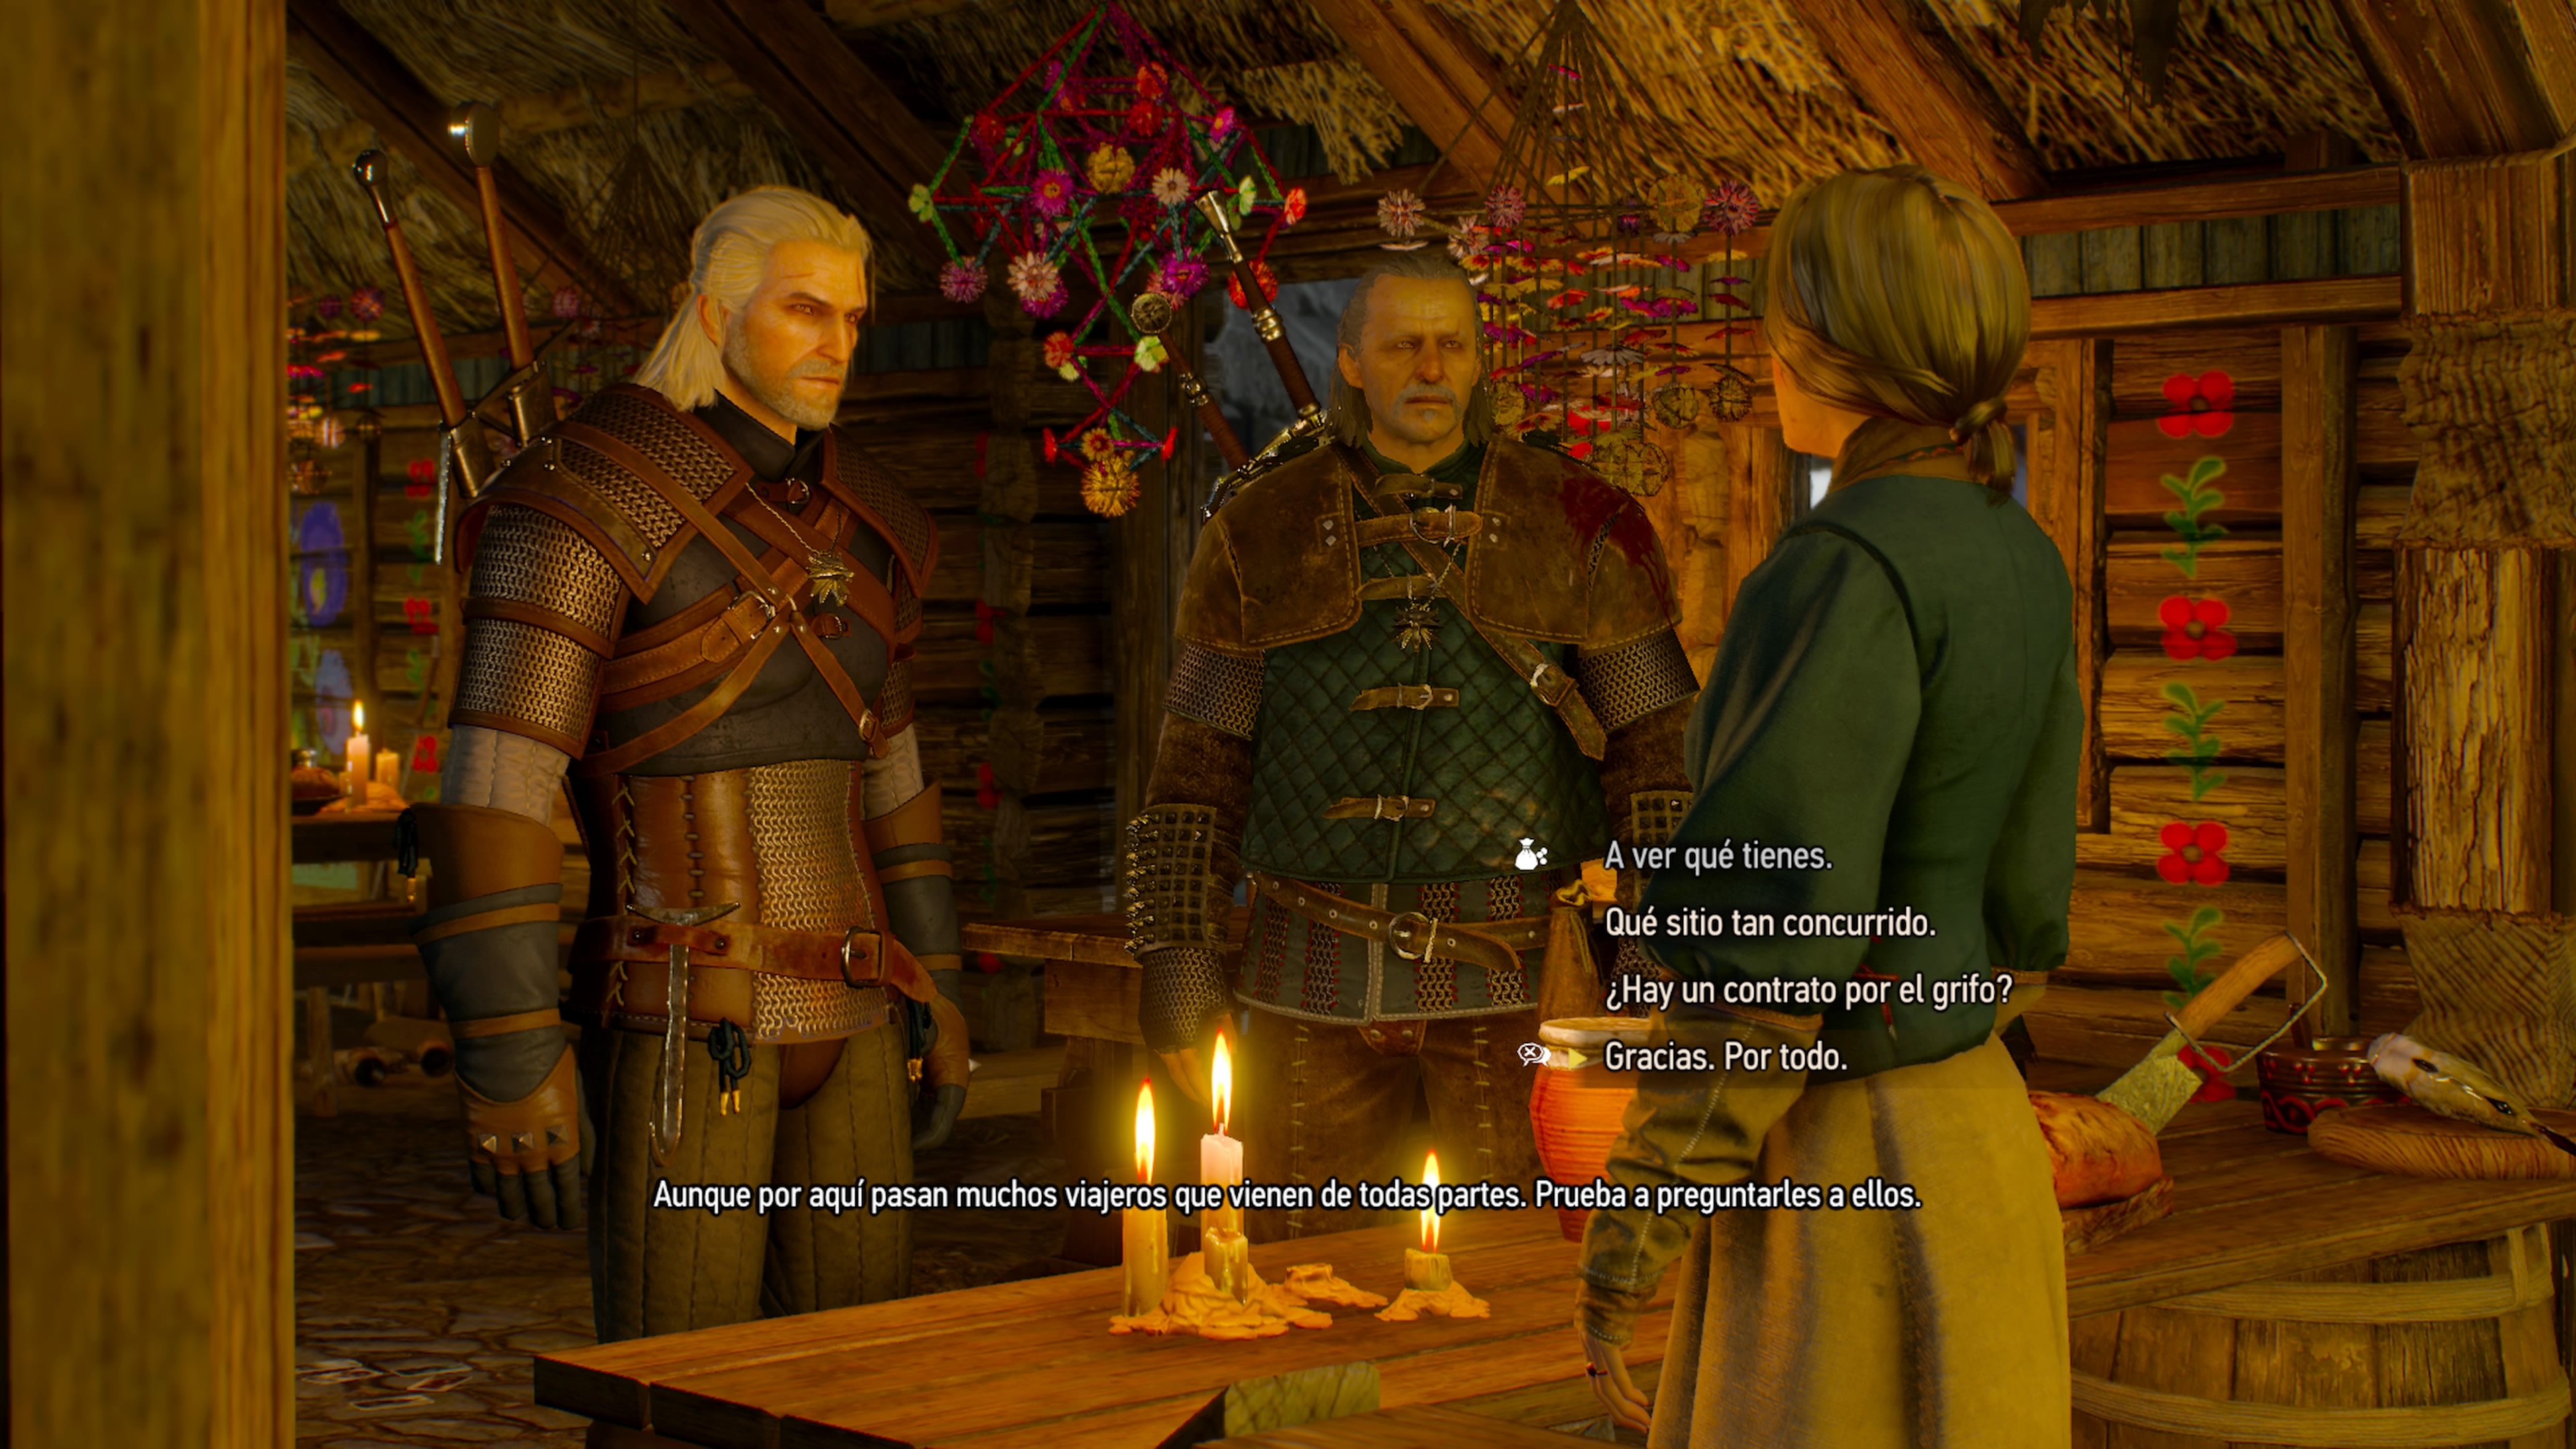 A ver qué tienes.
Qué sitio tan concurrido.
¿Hay un contrato por el grifo?
Gracias. Por todo.
Aunque por aquí pasan muchos viajeros que vienen de todas partes. Prueba a preguntarles a ellos.